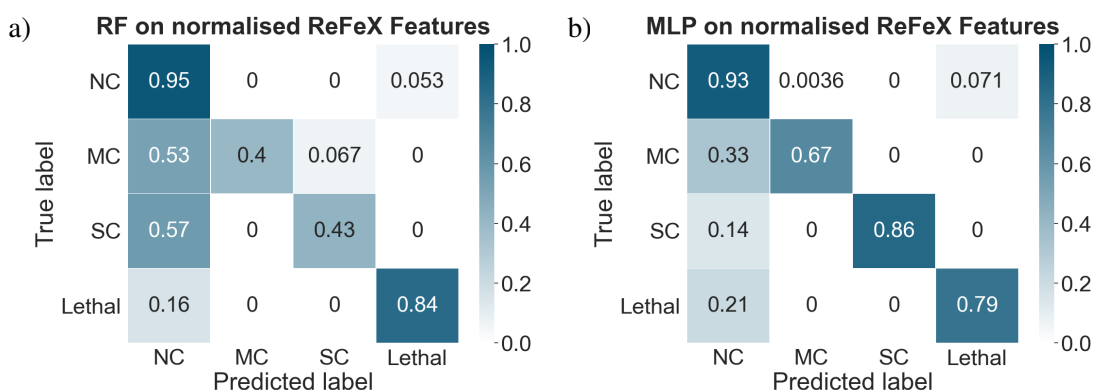 a)
RF on normalised ReFeX Features
True label
NC 0.95 0 0 0.053
MC 0.53 0.4 0.067 0
SC 0.57 0 0.43 0
Lethal 0.16 0 0 0.84
NC MC SC Lethal
Predicted label
1.0
0.8
0.6
0.4
0.2
0.0
b)
MLP on normalised ReFeX Features
True label
NC 0.93 0.0036 0 0.071
MC 0.33 0.67 0 0
SC 0.14 0 0.86 0
Lethal 0.21 0 0 0.79
NC MC SC Lethal
Predicted label
1.0
0.8
0.6
0.4
0.2
0.0